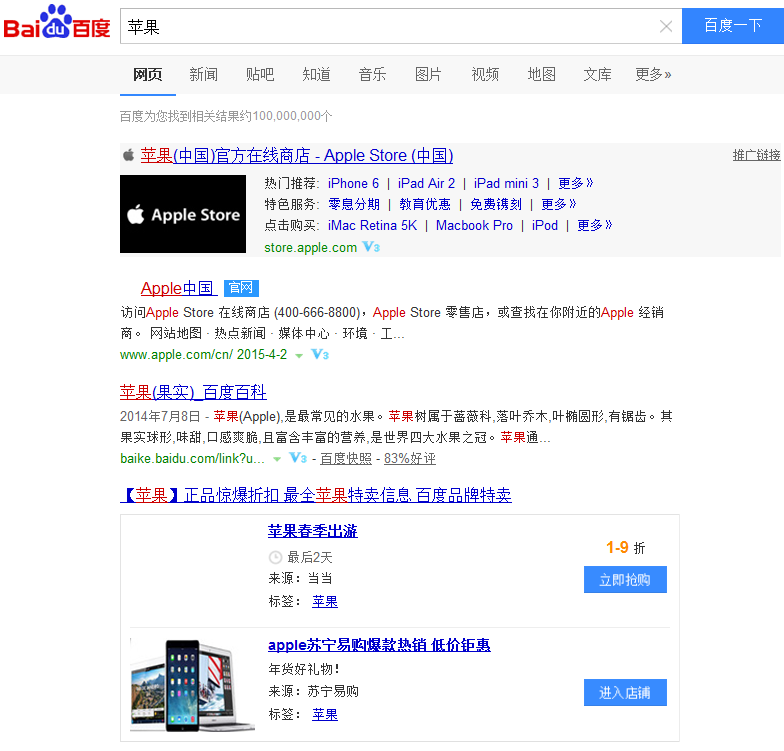 Bai du 百度
苹果
百度一下
网页 新闻 贴吧 知道 音乐 图片 视频 地图 文库 更多»
百度为您找到相关结果约100,000,000个
苹果(中国)官方在线商店 - Apple Store (中国)
推广链接
Apple Store
热门推荐: iPhone 6 | iPad Air 2 | iPad mini 3 | 更多»
特色服务: 零息分期 | 教育优惠 | 免费镌刻 | 更多»
点击购买: iMac Retina 5K | Macbook Pro | iPod | 更多»
store.apple.com V3
Apple中国 官网
访问Apple Store 在线商店 (400-666-8800)，Apple Store 零售店，或查找在你附近的Apple 经销
商。 网站地图 · 热点新闻 · 媒体中心 · 环境 · 工...
www.apple.com/cn/ 2015-4-2 V3
苹果(果实)_百度百科
2014年7月8日 - 苹果(Apple),是最常见的水果。苹果树属于蔷薇科,落叶乔木,叶椭圆形,有锯齿。其
果实球形,味甜,口感爽脆,且富含丰富的营养,是世界四大水果之冠。苹果通...
baike.baidu.com/link?u... V3 - 百度快照 - 83%好评
【苹果】正品惊爆折扣 最全苹果特卖信息 百度品牌特卖
苹果春季出游
最后2天
来源：当当
标签： 苹果
1-9 折
立即抢购
apple苏宁易购爆款热销 低价钜惠
年货好礼物！
来源：苏宁易购
标签： 苹果
进入店铺